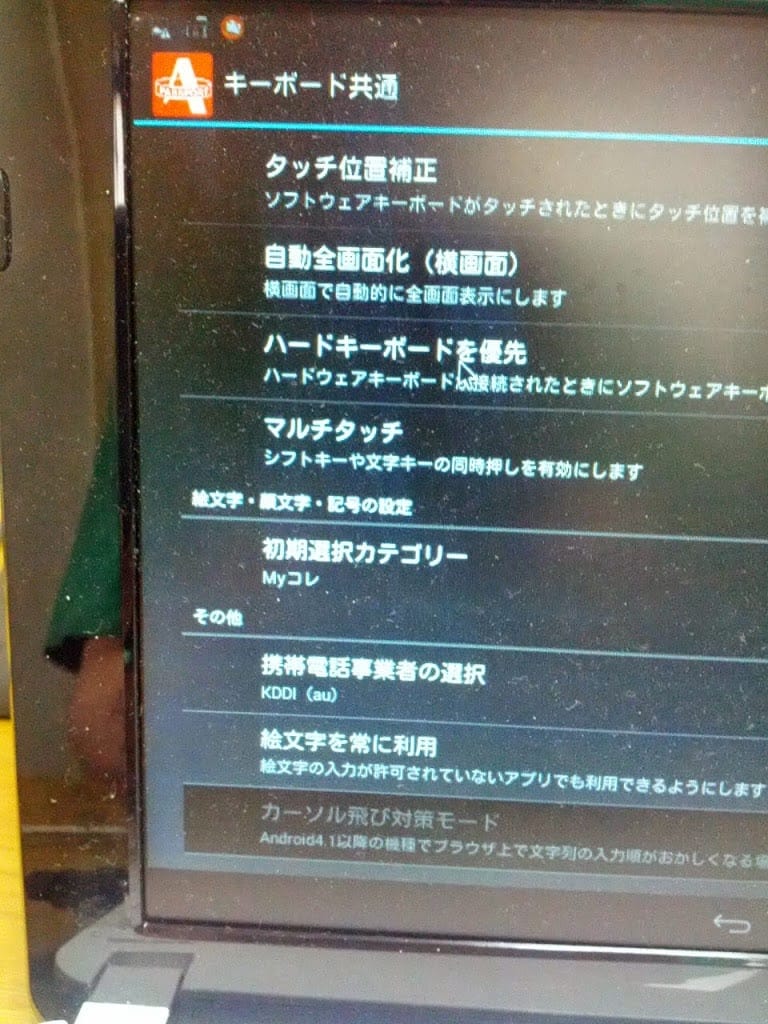 A
PASSPORT
キーボード共通
タッチ位置補正
ソフトウェアキーボードがタッチされたときにタッチ位置を補
自動全画面化（横画面）
横画面で自動的に全画面表示にします
ハードキーボードを優先
ハードウェアキーボードが接続されたときにソフトウェアキーボ
マルチタッチ
シフトキーや文字キーの同時押しを有効にします
絵文字・顔文字・記号の設定
初期選択カテゴリー
Myコレ
その他
携帯電話事業者の選択
KDDI（au）
絵文字を常に利用
絵文字の入力が許可されていないアプリでも利用できるようにします
カーソル飛び対策モード
Android4.1以降の機種でブラウザ上で文字列の入力順がおかしくなる場